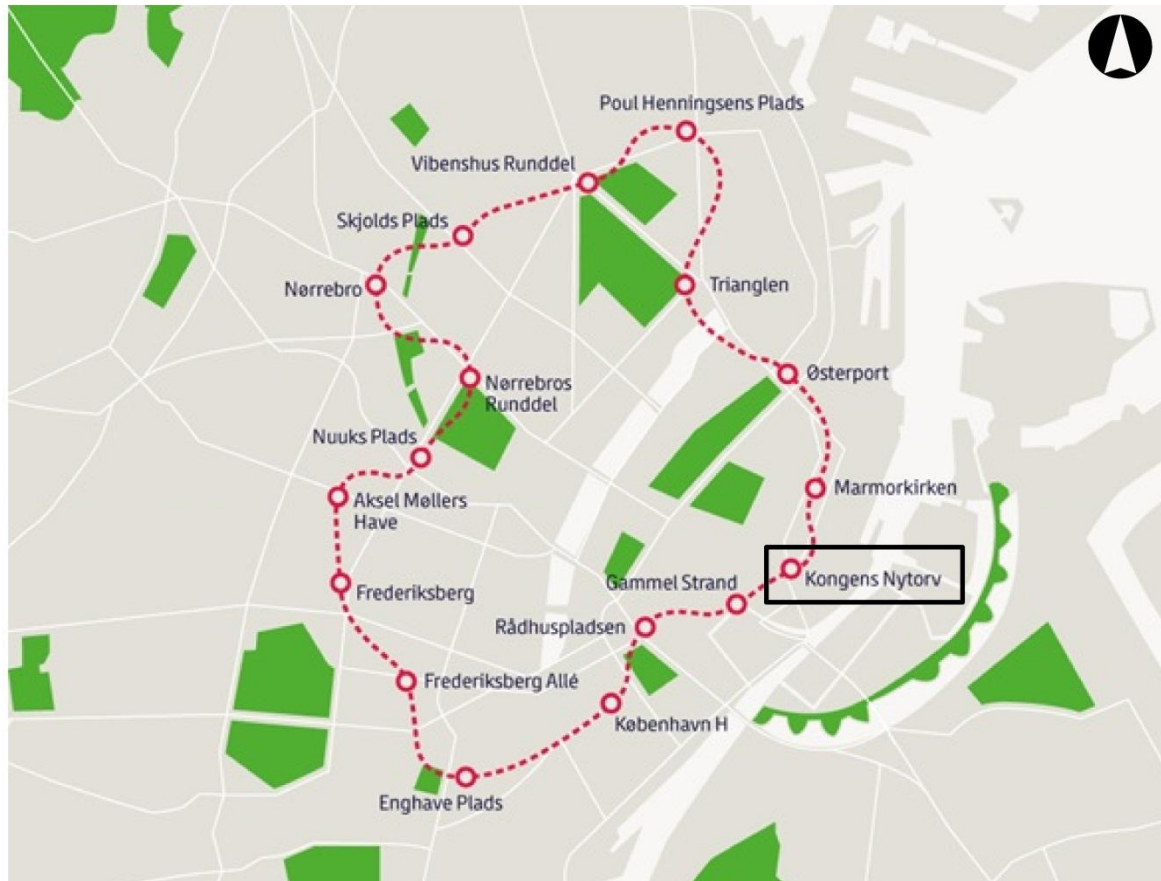 Poul Henningsens Plads
Vibenshus Runddel
Skjolds Plads
Nørrebro
Trianglen
Østerport
Nørrebros
Runddel
Nuuks Plads
Marmorkirken
Aksel Møllers
Have
Kongens Nytorv
Gammel Strand
Frederiksberg
Rådhuspladsen
Frederiksberg Allé
København H
Enghave Plads